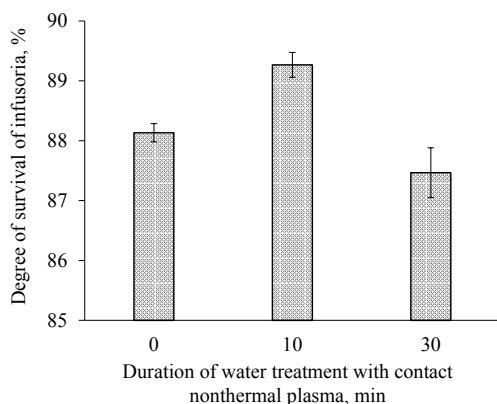 Degree of survival of infusoria, %
90
89
88
87
86
85
0 10 30
Duration of water treatment with contact
nonthermal plasma, min